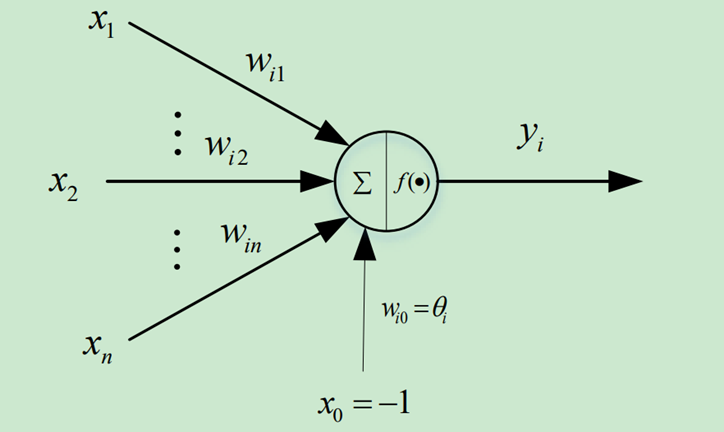 x₁
wᵢ₁
⋮
wᵢ₂
yᵢ
x₂
Σ f(•)
⋮
wᵢₙ
wᵢ₀ = θᵢ
xₙ
x₀ = −1